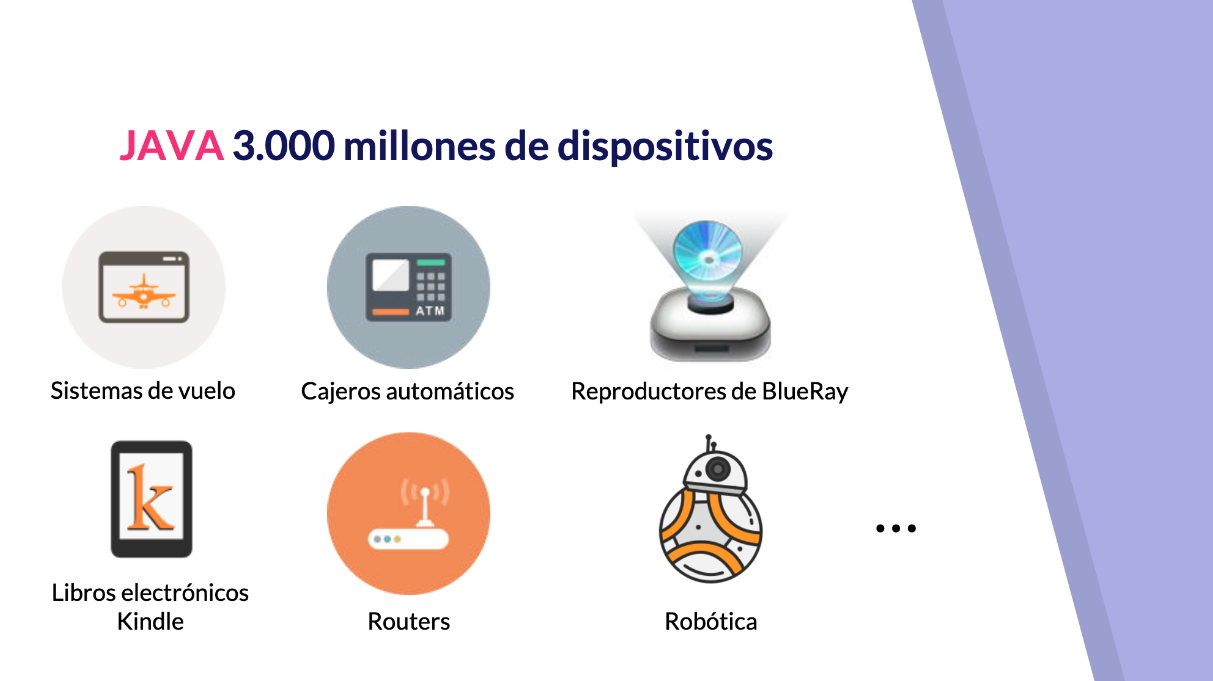 JAVA 3.000 millones de dispositivos
ATM
Sistemas de vuelo
Cajeros automáticos
Reproductores de BlueRay
k
Libros electrónicos
Kindle
Routers
Robótica
...